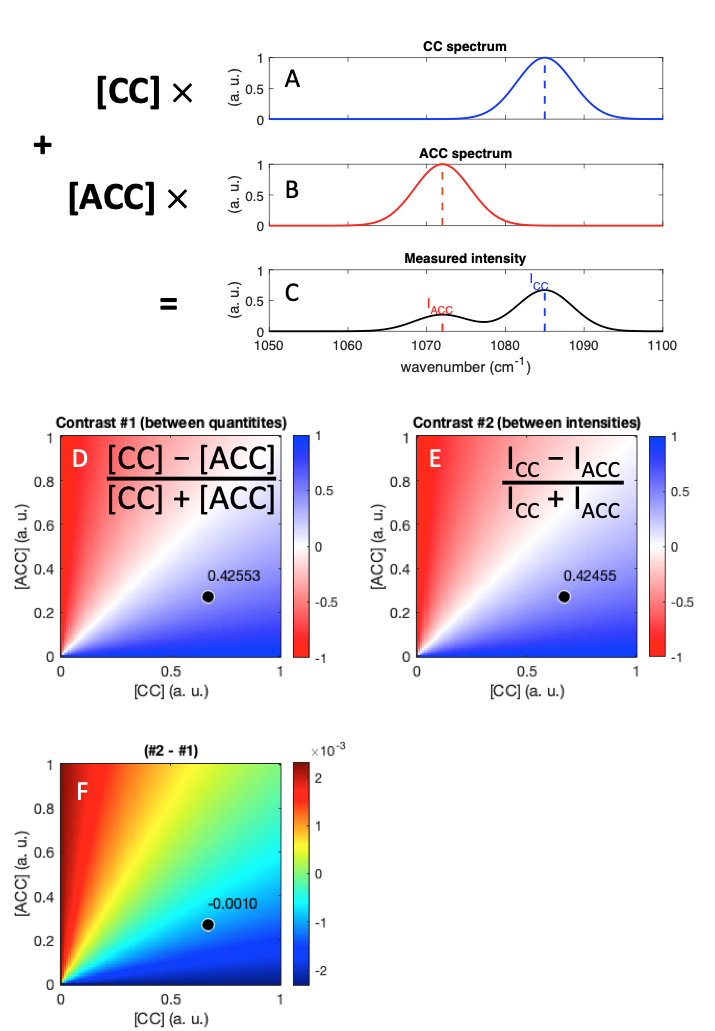 CC spectrum
[CC] ×
A
(a. u.)
1
0.5
0
+
ACC spectrum
[ACC] ×
B
(a. u.)
1
0.5
0
Measured intensity
=
C
(a. u.)
1
0.5
0
I_ACC
I_CC
1050 1060 1070 1080 1090 1100
wavenumber (cm^-1)
Contrast #1 (between quantitites)
D
[CC] − [ACC]
[CC] + [ACC]
0.42553
[ACC] (a. u.)
1
0.8
0.6
0.4
0.2
0
0 0.5 1
[CC] (a. u.)
1
0.5
0
-0.5
-1
Contrast #2 (between intensities)
E
I_CC − I_ACC
I_CC + I_ACC
0.42455
[ACC] (a. u.)
1
0.8
0.6
0.4
0.2
0
0 0.5 1
[CC] (a. u.)
1
0.5
0
-0.5
-1
(#2 - #1)
F
-0.0010
[ACC] (a. u.)
1
0.8
0.6
0.4
0.2
0
0 0.5 1
[CC] (a. u.)
×10^-3
2
1
0
-1
-2